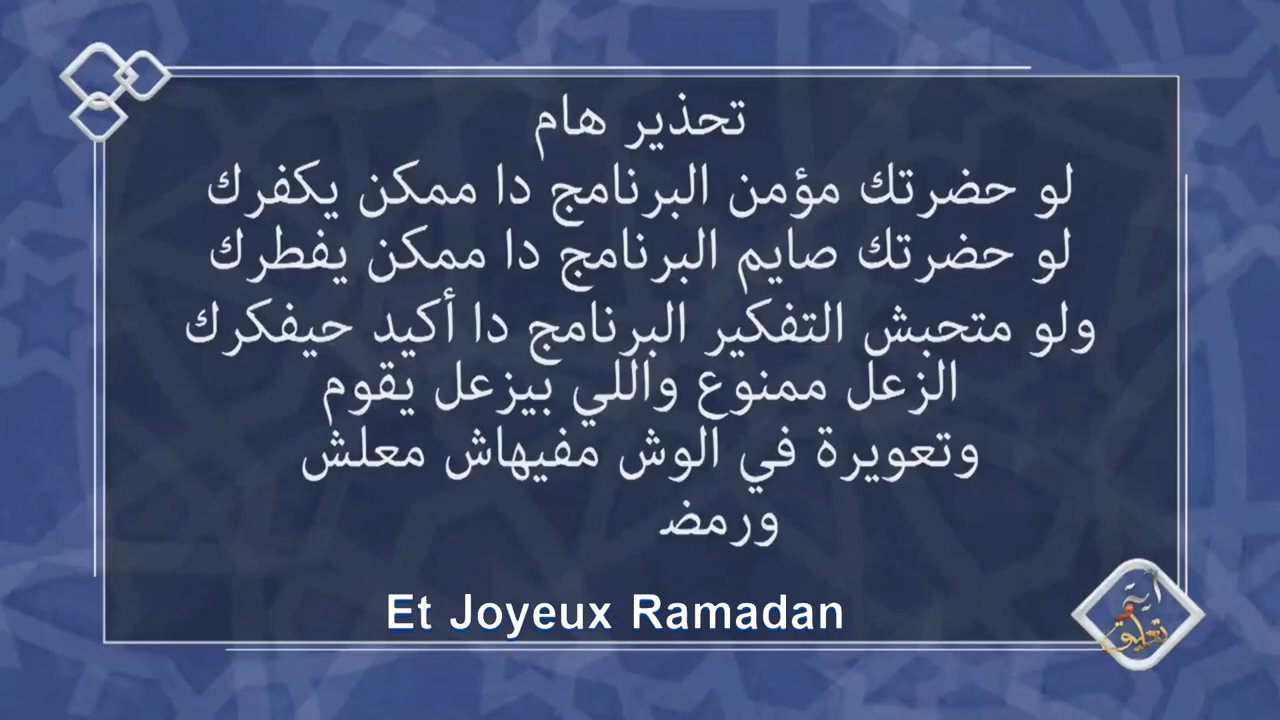 تحذير هام
لو حضرتك مؤمن البرنامج دا ممكن يكفرك
لو حضرتك صايم البرنامج دا ممكن يفطرك
ولو متحبش التفكير البرنامج دا أكيد حيفكرك
الزعل ممنوع واللي بيزعل يقوم
وتعويرة في الوش مفيهاش معلش
ورمضـ
Et Joyeux Ramadan
تعليق